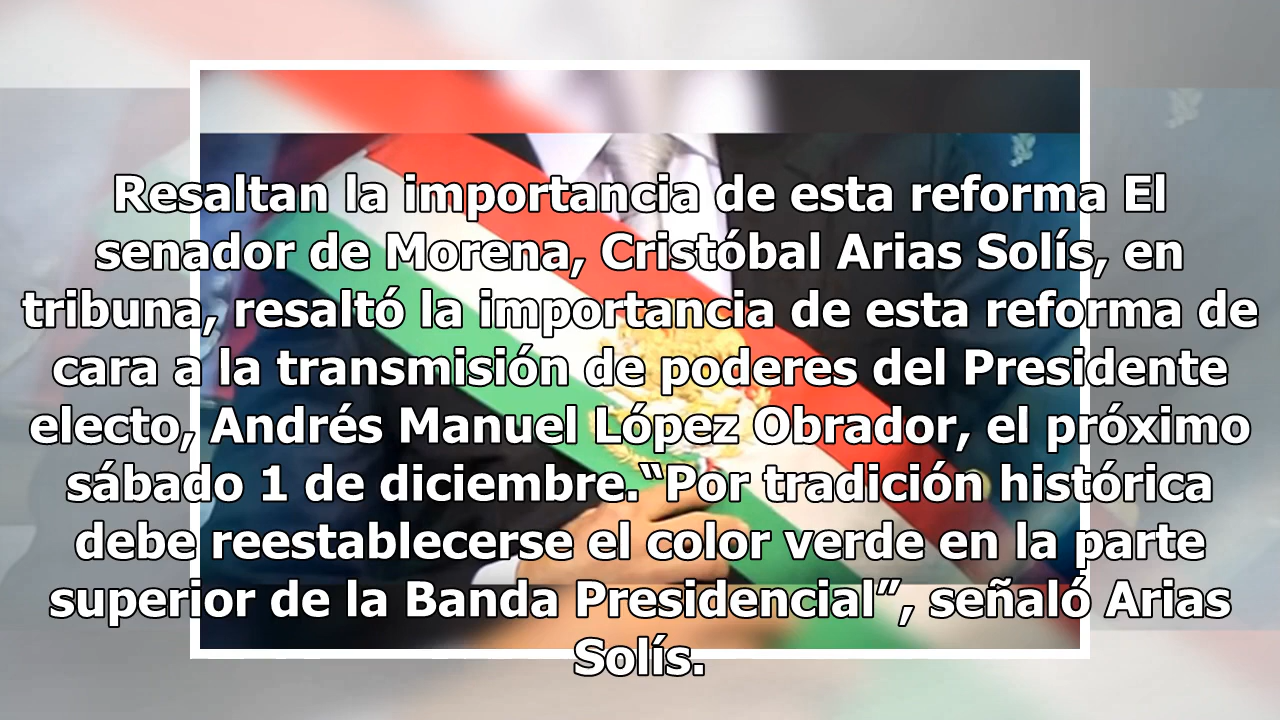 Resaltan la importancia de esta reforma El
senador de Morena, Cristóbal Arias Solís, en
tribuna, resaltó la importancia de esta reforma de
cara a la transmisión de poderes del Presidente
electo, Andrés Manuel López Obrador, el próximo
sábado 1 de diciembre.“Por tradición histórica
debe reestablecerse el color verde en la parte
superior de la Banda Presidencial”, señaló Arias
Solís.